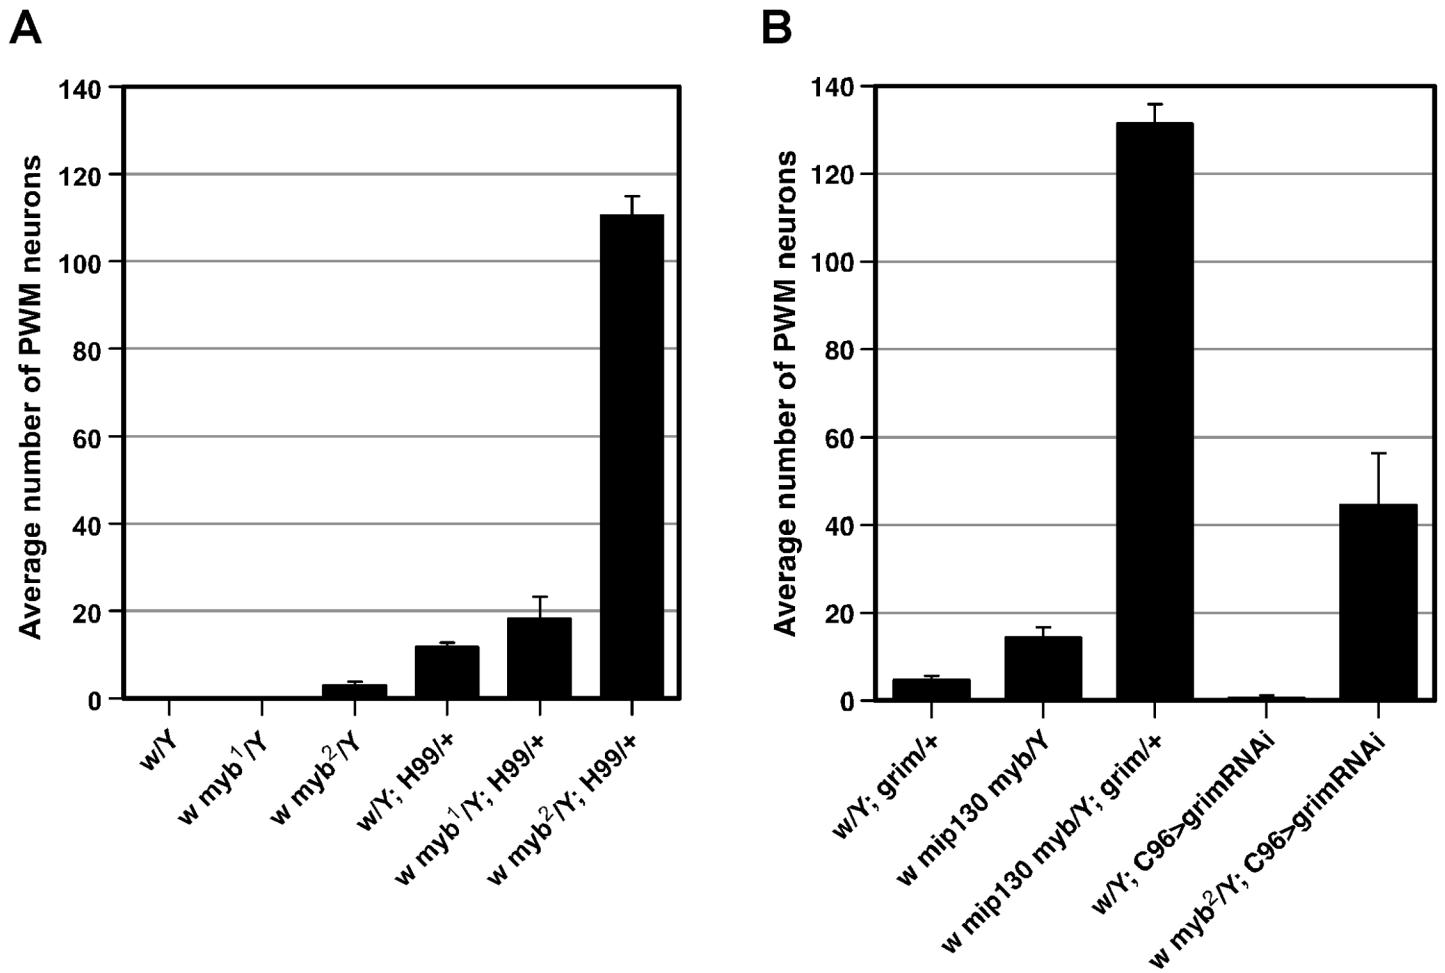 A
Average number of PWM neurons
140
120
100
80
60
40
20
0
w/Y
w myb¹/Y
w myb²/Y
w/Y; H99/+
w myb¹/Y; H99/+
w myb²/Y; H99/+
B
Average number of PWM neurons
140
120
100
80
60
40
20
0
w/Y; grim/+
w mip130 myb/Y
w mip130 myb/Y; grim/+
w/Y; C96>grimRNAi
w myb²/Y; C96>grimRNAi